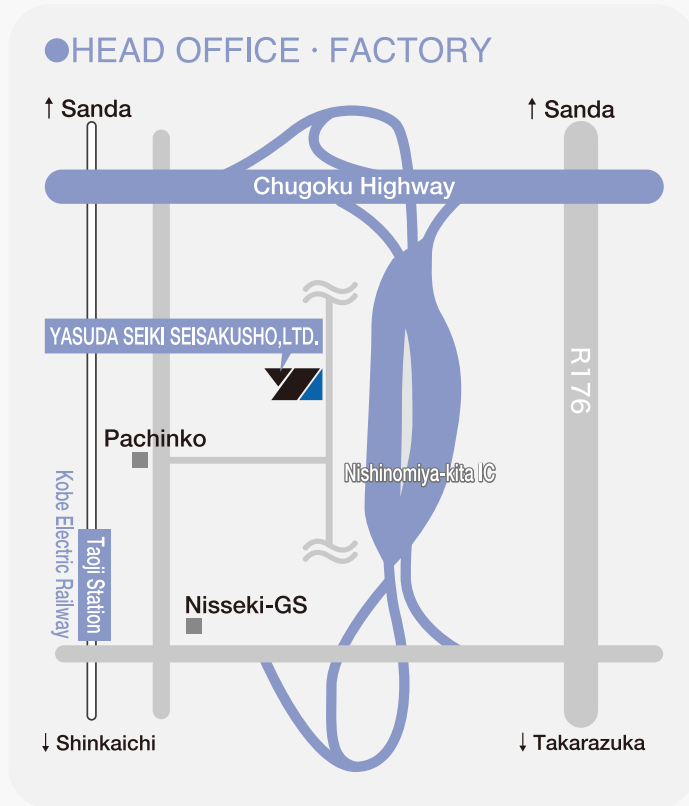 ●HEAD OFFICE · FACTORY
↑ Sanda
↑ Sanda
Chugoku Highway
YASUDA SEIKI SEISAKUSHO,LTD.
R176
Pachinko
Nishinomiya-kita IC
Kobe Electric Railway
Taoji Station
Nisseki-GS
↓ Shinkaichi
↓ Takarazuka